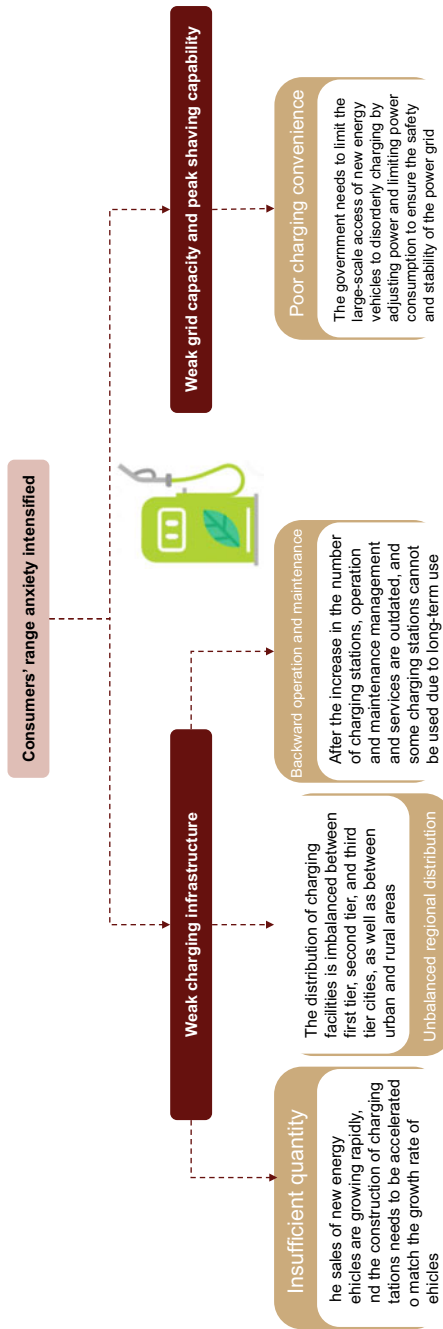 Consumers’ range anxiety intensified
Weak charging infrastructure
Weak grid capacity and peak shaving capability
Insufficient quantity
he sales of new energy
ehicles are growing rapidly,
nd the construction of charging
tations needs to be accelerated
o match the growth rate of
ehicles
The distribution of charging
facilities is imbalanced between
first tier, second tier, and third
tier cities, as well as between
urban and rural areas
Unbalanced regional distribution
Backward operation and maintenance
After the increase in the number
of charging stations, operation
and maintenance management
and services are outdated, and
some charging stations cannot
be used due to long-term use
Poor charging convenience
The government needs to limit the
large-scale access of new energy
vehicles to disorderly charging by
adjusting power and limiting power
consumption to ensure the safety
and stability of the power grid